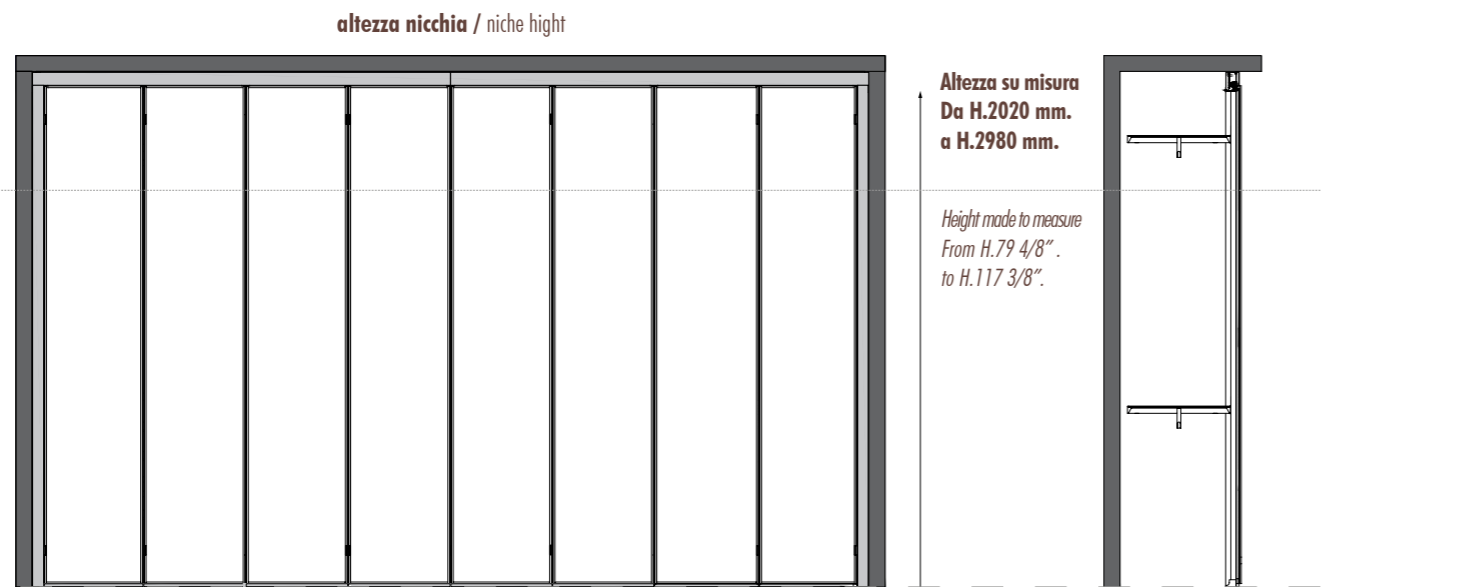 altezza nicchia / niche hight
Altezza su misura
Da H.2020 mm.
a H.2980 mm.
Height made to measure
From H.79 4/8” .
to H.117 3/8”.